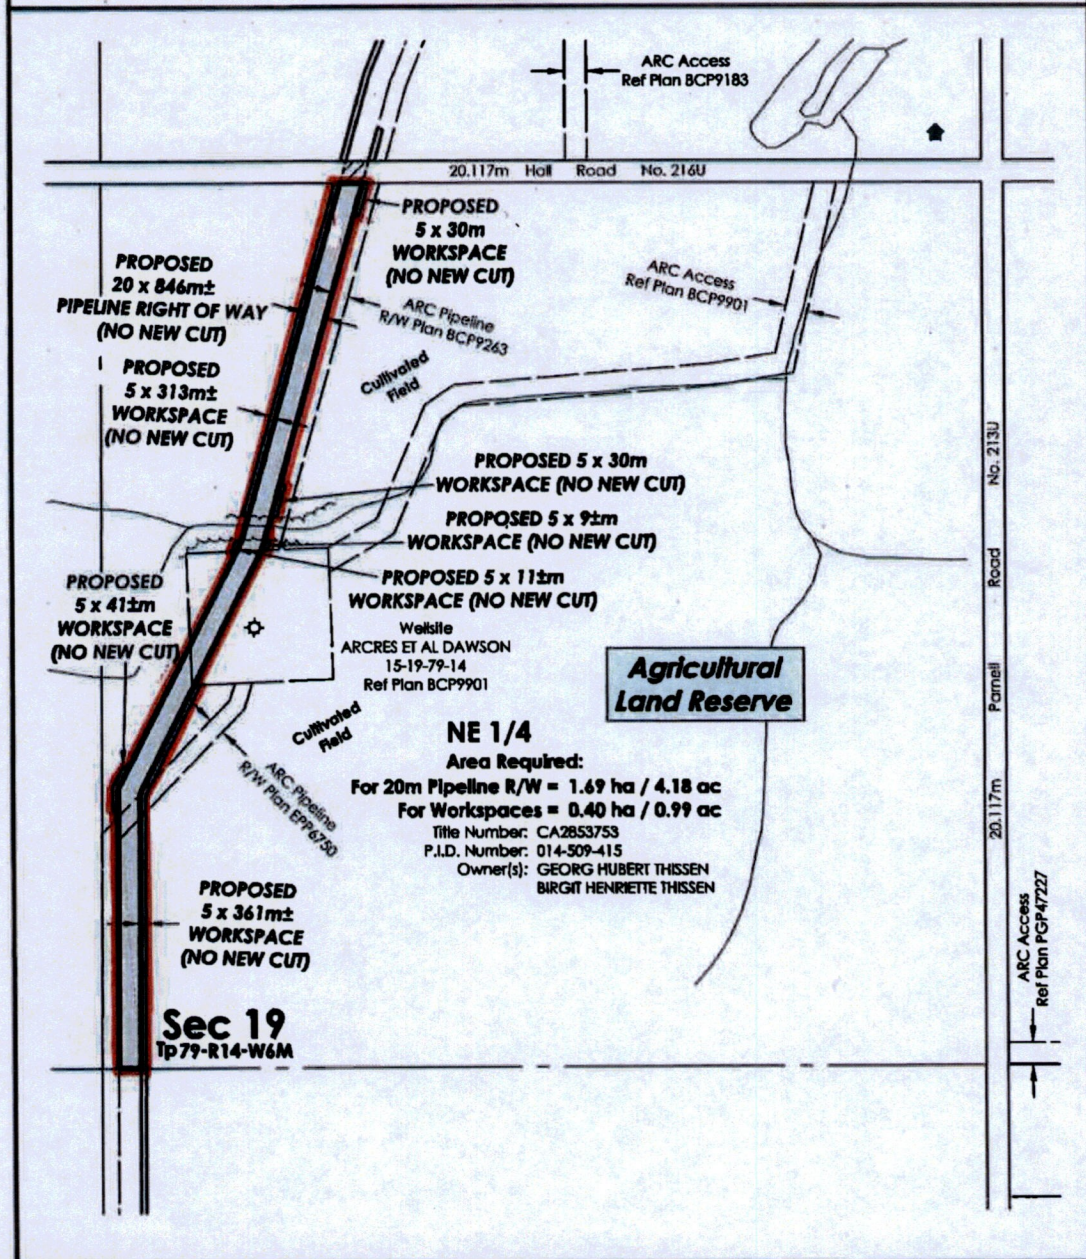 ARC Access
Ref Plan BCP9183
20.117m Hall Road No. 216U
PROPOSED
5 x 30m
WORKSPACE
(NO NEW CUT)
PROPOSED
20 x 846m±
PIPELINE RIGHT OF WAY
(NO NEW CUT)
ARC Access
Ref Plan BCP9901
ARC Pipeline
R/W Plan BCP9263
PROPOSED
5 x 313m±
WORKSPACE
(NO NEW CUT)
Cultivated
Field
PROPOSED 5 x 30m
WORKSPACE (NO NEW CUT)
PROPOSED 5 x 9±m
WORKSPACE (NO NEW CUT)
PROPOSED 5 x 11±m
WORKSPACE (NO NEW CUT)
PROPOSED
5 x 41±m
WORKSPACE
(NO NEW CUT)
Wellsite
ARCRES ET AL DAWSON
15-19-79-14
Ref Plan BCP9901
Agricultural
Land Reserve
Cultivated
Field
ARC Pipeline
R/W Plan EPP6750
NE 1/4
Area Required:
For 20m Pipeline R/W = 1.69 ha / 4.18 ac
For Workspaces = 0.40 ha / 0.99 ac
Title Number: CA2853753
P.I.D. Number: 014-509-415
Owner(s): GEORG HUBERT THISSEN
BIRGIT HENRIETTE THISSEN
PROPOSED
5 x 361m±
WORKSPACE
(NO NEW CUT)
Sec 19
Tp 79-R14-W6M
20.117m Parnell Road No. 213U
ARC Access
Ref Plan PGP47227